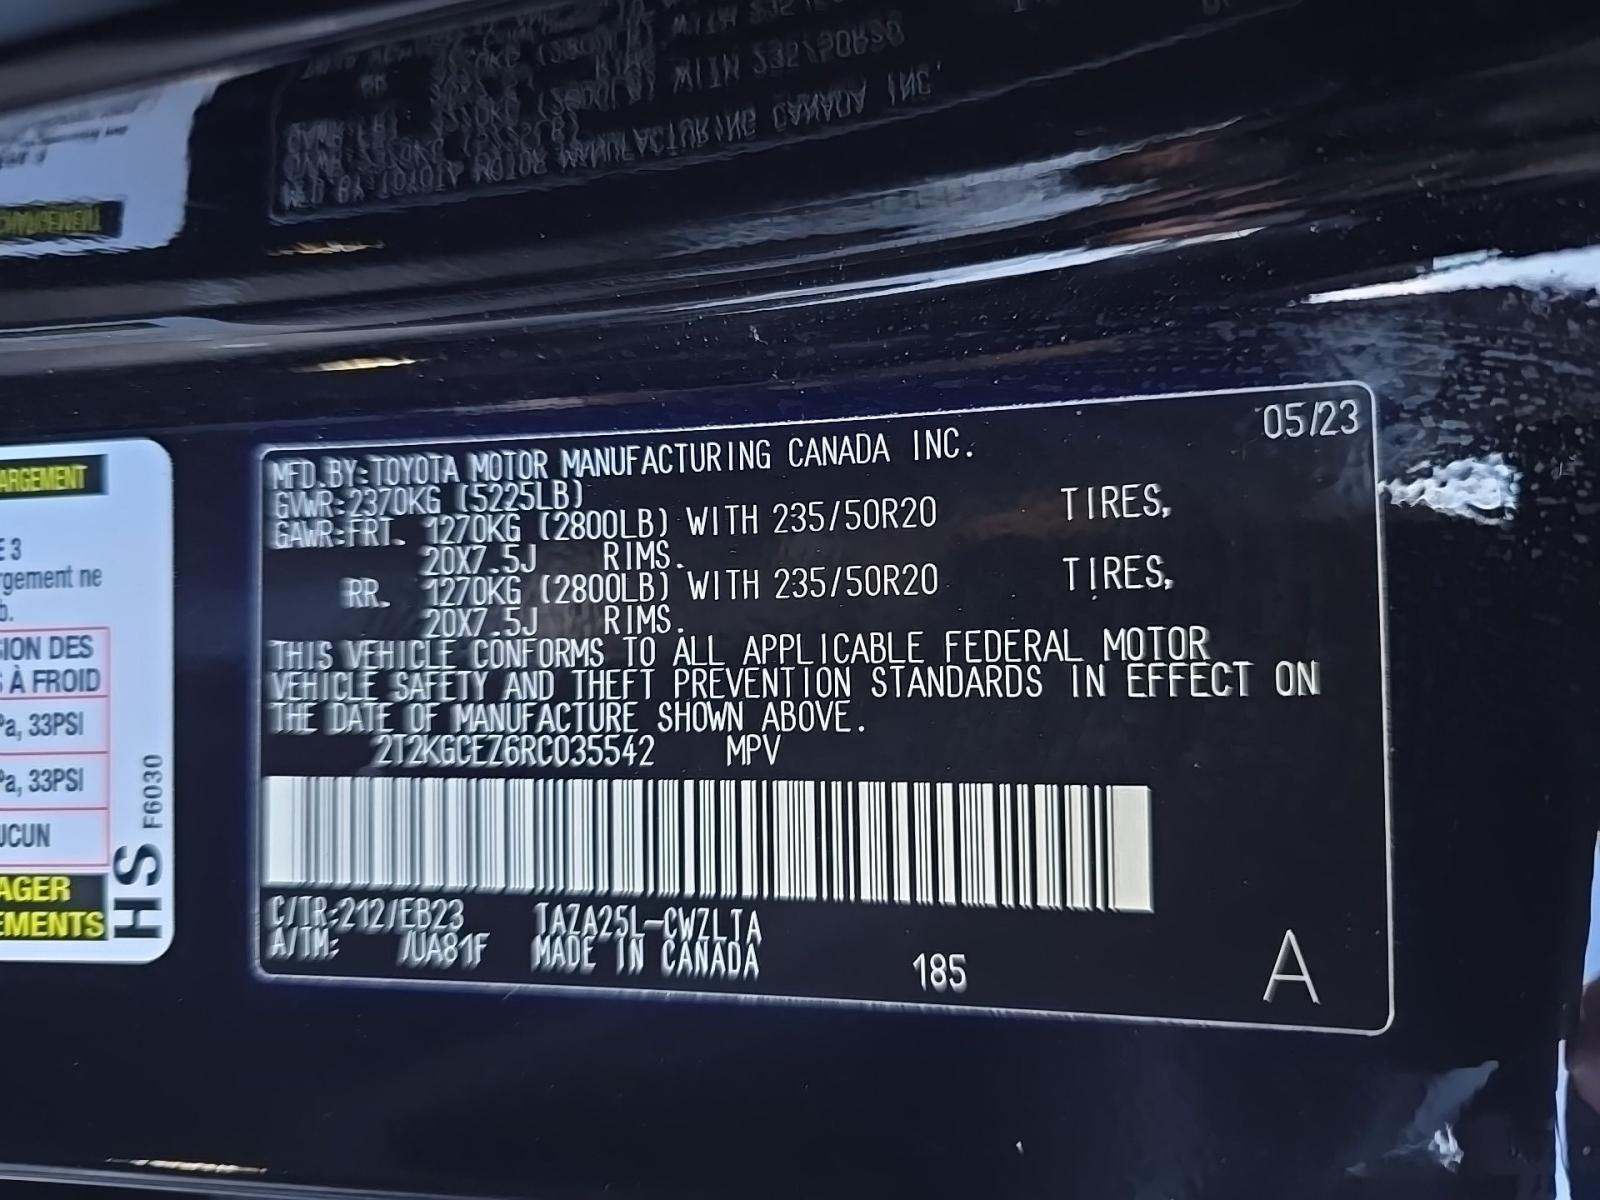 05/23
MFD.BY:TOYOTA MOTOR MANUFACTURING CANADA INC.
GVWR:2370KG (5225LB)
GAWR:FRT. 1270KG (2800LB) WITH 235/50R20 TIRES,
20X7.5J RIMS.
RR. 1270KG (2800LB) WITH 235/50R20 TIRES,
20X7.5J RIMS.
THIS VEHICLE CONFORMS TO ALL APPLICABLE FEDERAL MOTOR
VEHICLE SAFETY AND THEFT PREVENTION STANDARDS IN EFFECT ON
THE DATE OF MANUFACTURE SHOWN ABOVE.
2T2KGCEZ6RC035542 MPV
C/TR:212/EB23 TAZA25L-CWZLTA
A/TM: /UA81F MADE IN CANADA
185
A
ARGEMENT
E 3
rgement ne
b.
ION DES
À FROID
Pa, 33PSI
Pa, 33PSI
UCUN
AGER
EMENTS
HS F6030